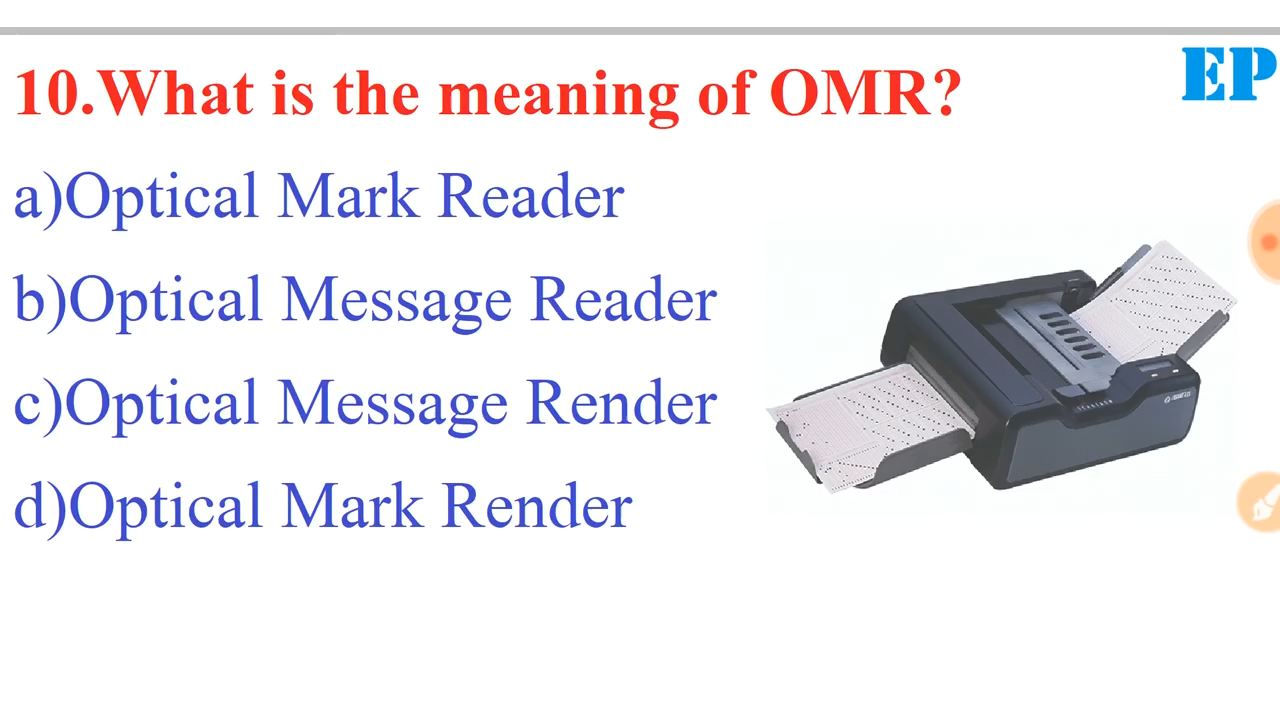 EP
10.What is the meaning of OMR?
a)Optical Mark Reader
b)Optical Message Reader
c)Optical Message Render
d)Optical Mark Render